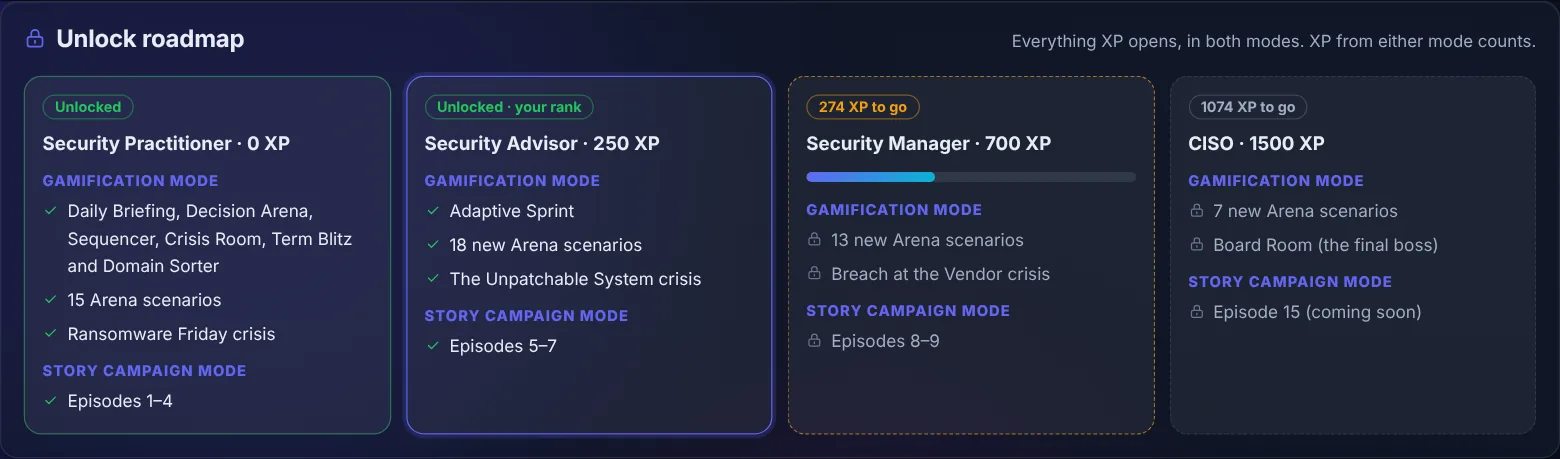 Unlock roadmap
Everything XP opens, in both modes. XP from either mode counts.
Unlocked
Security Practitioner · 0 XP
GAMIFICATION MODE
Daily Briefing, Decision Arena,
Sequencer, Crisis Room, Term Blitz
and Domain Sorter
15 Arena scenarios
Ransomware Friday crisis
STORY CAMPAIGN MODE
Episodes 1–4
Unlocked · your rank
Security Advisor · 250 XP
GAMIFICATION MODE
Adaptive Sprint
18 new Arena scenarios
The Unpatchable System crisis
STORY CAMPAIGN MODE
Episodes 5–7
274 XP to go
Security Manager · 700 XP
GAMIFICATION MODE
13 new Arena scenarios
Breach at the Vendor crisis
STORY CAMPAIGN MODE
Episodes 8–9
1074 XP to go
CISO · 1500 XP
GAMIFICATION MODE
7 new Arena scenarios
Board Room (the final boss)
STORY CAMPAIGN MODE
Episode 15 (coming soon)